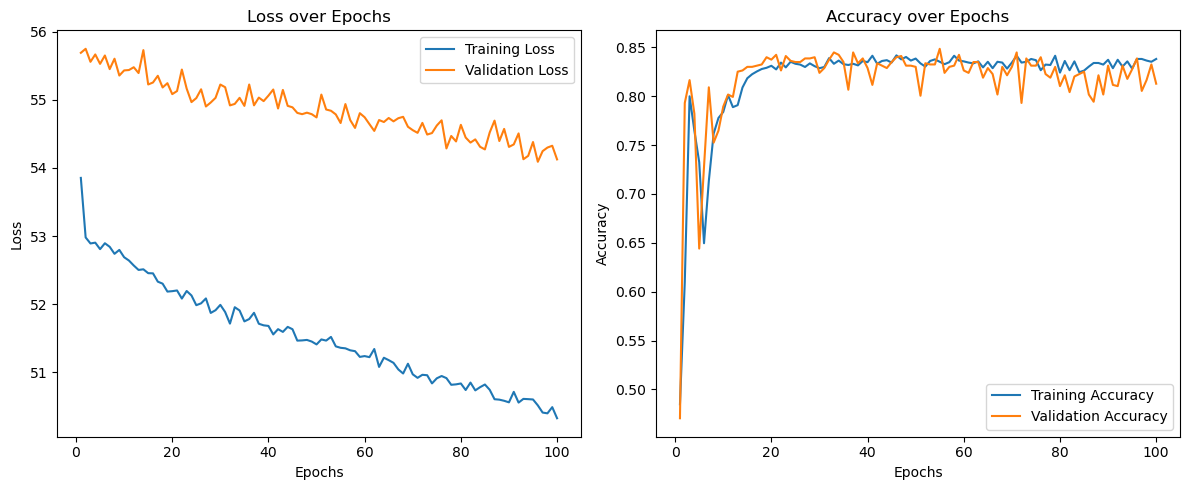 Loss over Epochs
Training Loss
Validation Loss
56
55
54
53
52
51
Loss
0
20
40
60
80
100
Epochs
Accuracy over Epochs
0.85
0.80
0.75
0.70
0.65
0.60
0.55
0.50
Accuracy
Training Accuracy
Validation Accuracy
0
20
40
60
80
100
Epochs